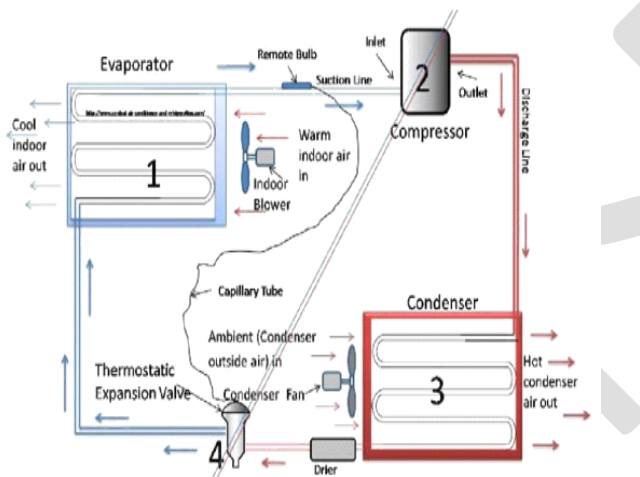 Evaporator
Remote Bulb
Suction Line
Inlet
2
Outlet
Compressor
Discharge Line
Cool
indoor
air out
1
Warm
indoor air
in
Indoor
Blower
Capillary Tube
Condenser
Ambient (Condenser
outside air) in
Thermostatic
Expansion Valve
Condenser Fan
3
Hot
condenser
air out
4
Drier